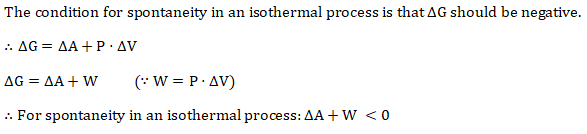 The condition for spontaneity in an isothermal process is that ΔG should be negative.
∴ ΔG = ΔA + P · ΔV
ΔG = ΔA + W (∵ W = P · ΔV)
∴ For spontaneity in an isothermal process: ΔA + W < 0